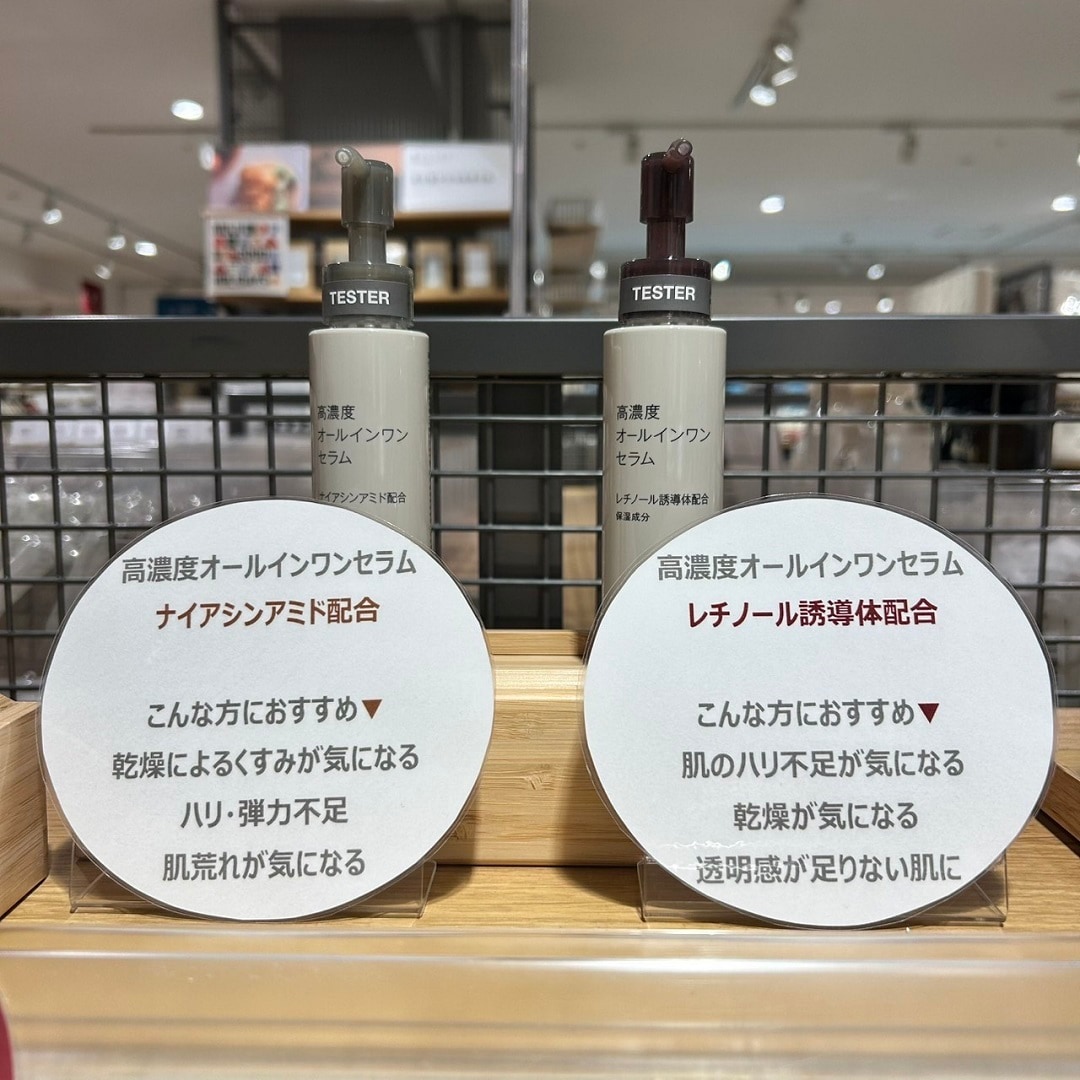 TESTER
高濃度
オールインワン
セラム
ナイアシンアミド配合
TESTER
高濃度
オールインワン
セラム
レチノール誘導体配合
保湿成分
高濃度オールインワンセラム
ナイアシンアミド配合
こんな方におすすめ▼
乾燥によるくすみが気になる
ハリ・弾力不足
肌荒れが気になる
高濃度オールインワンセラム
レチノール誘導体配合
こんな方におすすめ▼
肌のハリ不足が気になる
乾燥が気になる
透明感が足りない肌に